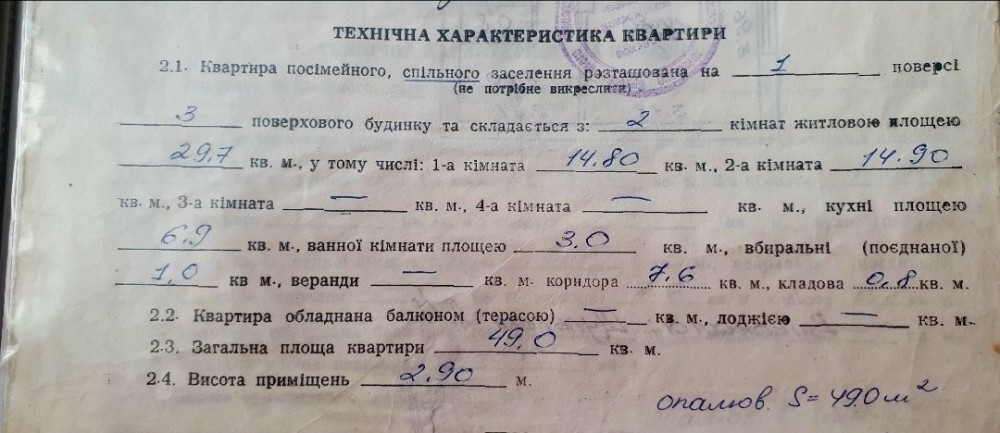 ТЕХНІЧНА ХАРАКТЕРИСТИКА КВАРТИРИ
2.1. Квартира посімейного, спільного заселення розташована на 1 поверсі
(не потрібне викреслити)
3 поверхового будинку та складається з: 2 кімнат житловою площею
29,7 кв. м., у тому числі: 1-а кімната 14.80 кв. м., 2-а кімната 14.90
кв. м., 3-а кімната — кв. м., 4-а кімната — кв. м., кухні площею
6.9 кв. м., ванної кімнати площею 3.0 кв. м., вбиральні (поєднаної)
1,0 кв м., веранди — кв. м. коридора 7.6 кв. м., кладова 0,8 кв. м.
2.2. Квартира обладнана балконом (терасою) — кв. м., лоджією — кв. м.
2.3. Загальна площа квартири 49,0 кв. м.
2.4. Висота приміщень 2.90 м.
опалюв. S = 49.0 м²